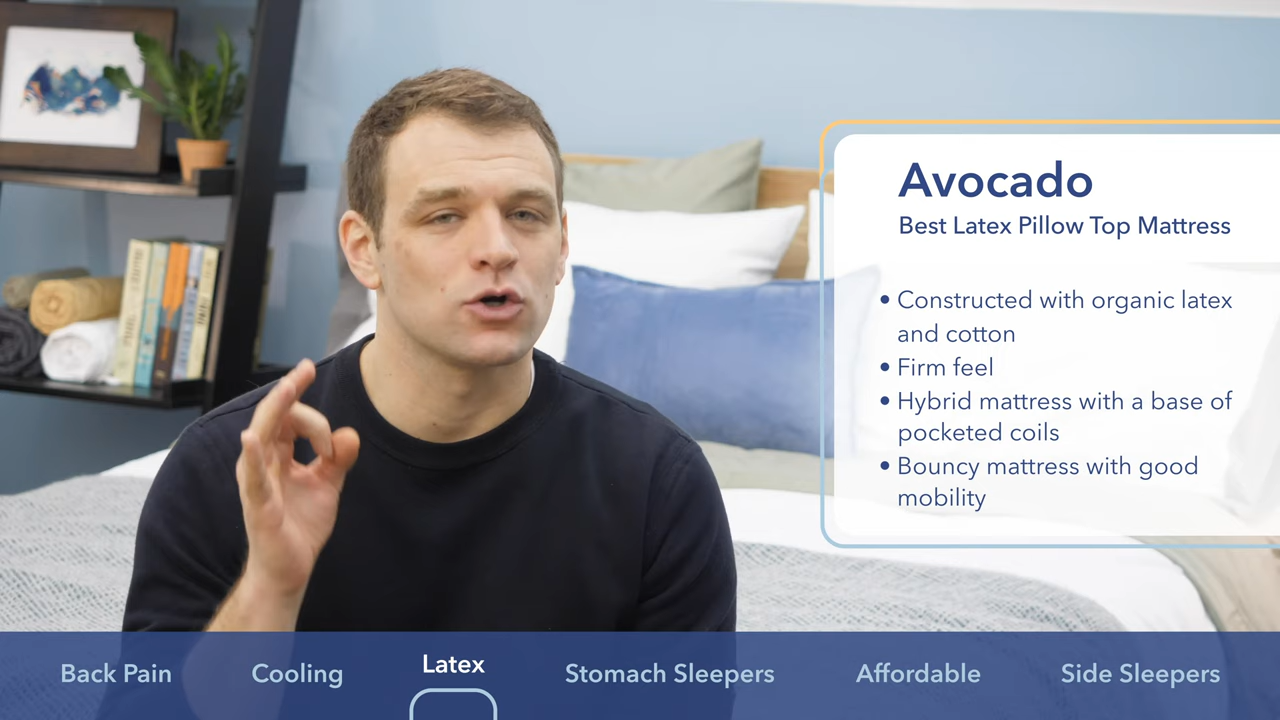 Avocado
Best Latex Pillow Top Mattress
• Constructed with organic latex
and cotton
• Firm feel
• Hybrid mattress with a base of
pocketed coils
• Bouncy mattress with good
mobility
Back Pain
Cooling
Latex
Stomach Sleepers
Affordable
Side Sleepers